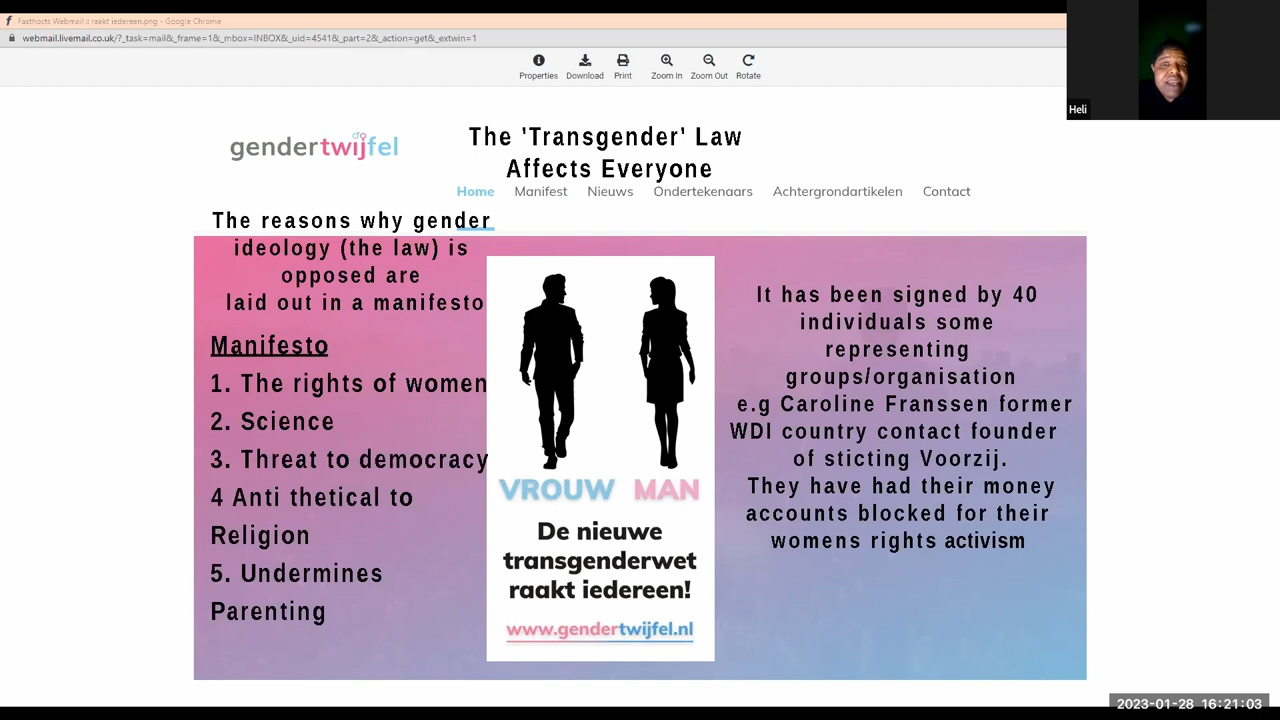 Fasthosts Webmail :: raakt iedereen.png - Google Chrome
webmail.livemail.co.uk/?_task=mail&_frame=1&_mbox=INBOX&_uid=4541&_part=2&_action=get&_extwin=1
Properties Download Print Zoom In Zoom Out Rotate
Heli
gendertwijfel
The 'Transgender' Law
Affects Everyone
Home Manifest Nieuws Ondertekenaars Achtergrondartikelen Contact
The reasons why gender
ideology (the law) is
opposed are
laid out in a manifesto
Manifesto
1. The rights of women
2. Science
3. Threat to democracy
4 Anti thetical to
Religion
5. Undermines
Parenting
VROUW MAN
De nieuwe
transgenderwet
raakt iedereen!
www.gendertwijfel.nl
It has been signed by 40
individuals some
representing
groups/organisation
e.g Caroline Franssen former
WDI country contact founder
of sticting Voorzij.
They have had their money
accounts blocked for their
womens rights activism
2023-01-28 16:21:03